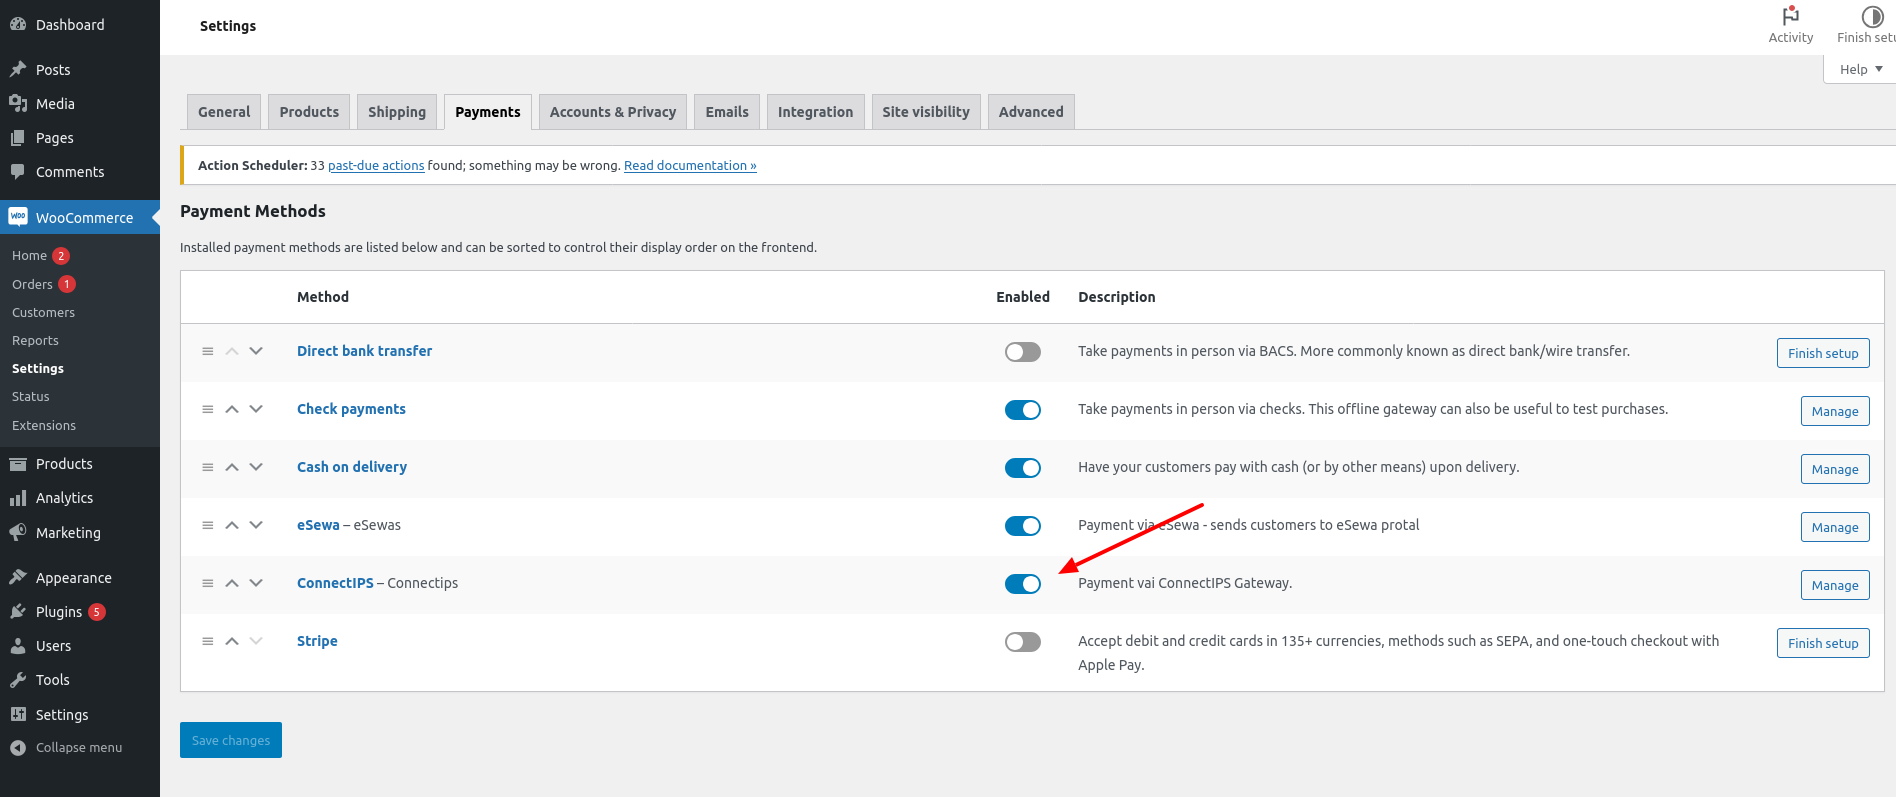 Dashboard
Posts
Media
Pages
Comments
woo WooCommerce
Home 2
Orders 1
Customers
Reports
Settings
Status
Extensions
Products
Analytics
Marketing
Appearance
Plugins 5
Users
Tools
Settings
Collapse menu
Settings
Activity
Finish setu
Help
General Products Shipping Payments Accounts & Privacy Emails Integration Site visibility Advanced
Action Scheduler: 33 past-due actions found; something may be wrong. Read documentation »
Payment Methods
Installed payment methods are listed below and can be sorted to control their display order on the frontend.
Method Enabled Description
Direct bank transfer Take payments in person via BACS. More commonly known as direct bank/wire transfer. Finish setup
Check payments Take payments in person via checks. This offline gateway can also be useful to test purchases. Manage
Cash on delivery Have your customers pay with cash (or by other means) upon delivery. Manage
eSewa – eSewas Payment via eSewa - sends customers to eSewa protal Manage
ConnectIPS – Connectips Payment vai ConnectIPS Gateway. Manage
Stripe Accept debit and credit cards in 135+ currencies, methods such as SEPA, and one-touch checkout with Finish setup
Apple Pay.
Save changes